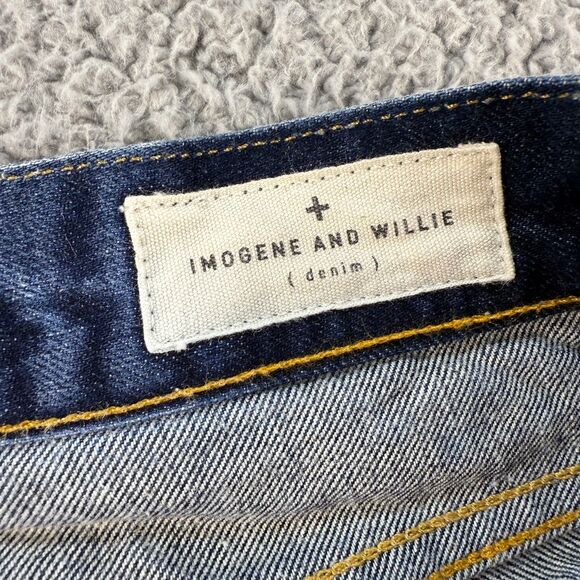 +
IMOGENE AND WILLIE
( denim )